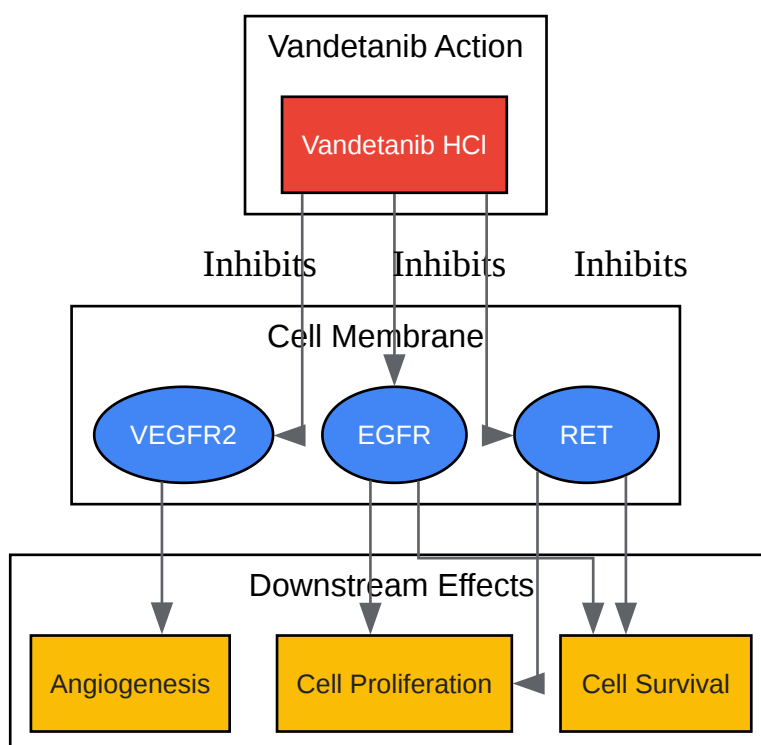 Vandetanib Action
Vandetanib HCl
Inhibits
Inhibits
Inhibits
Cell Membrane
VEGFR2
EGFR
RET
Downstream Effects
Angiogenesis
Cell Proliferation
Cell Survival